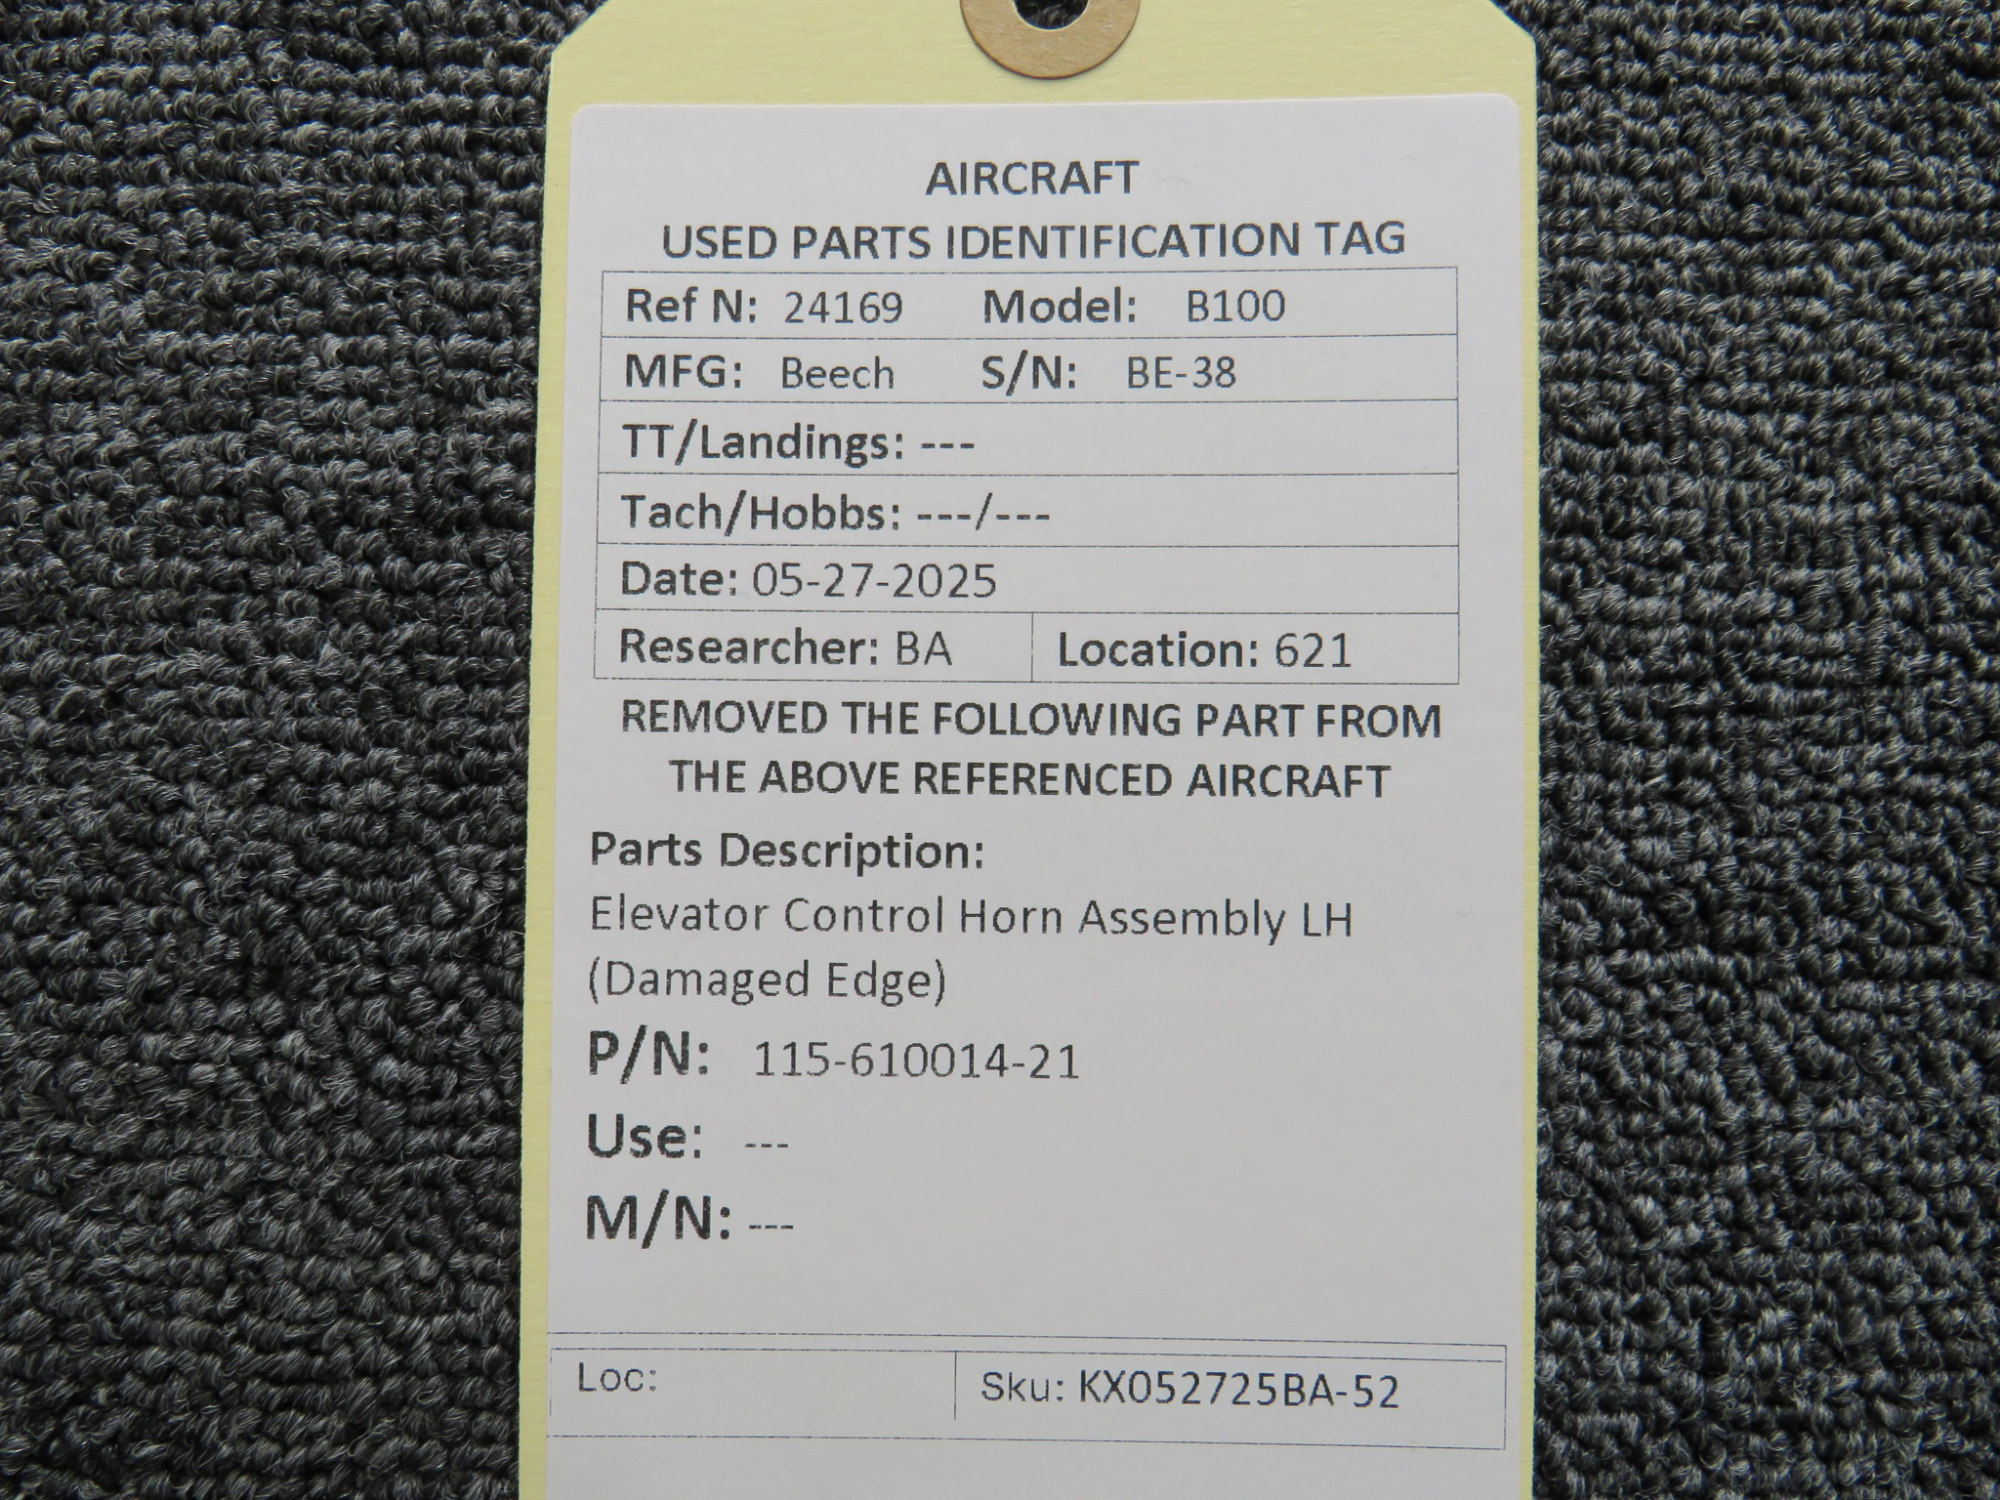 AIRCRAFT
USED PARTS IDENTIFICATION TAG
Ref N: 24169 Model: B100
MFG: Beech S/N: BE-38
TT/Landings: ---
Tach/Hobbs: ---/---
Date: 05-27-2025
Researcher: BA Location: 621
REMOVED THE FOLLOWING PART FROM
THE ABOVE REFERENCED AIRCRAFT
Parts Description:
Elevator Control Horn Assembly LH
(Damaged Edge)
P/N: 115-610014-21
Use: ---
M/N: ---
Loc: Sku: KX052725BA-52